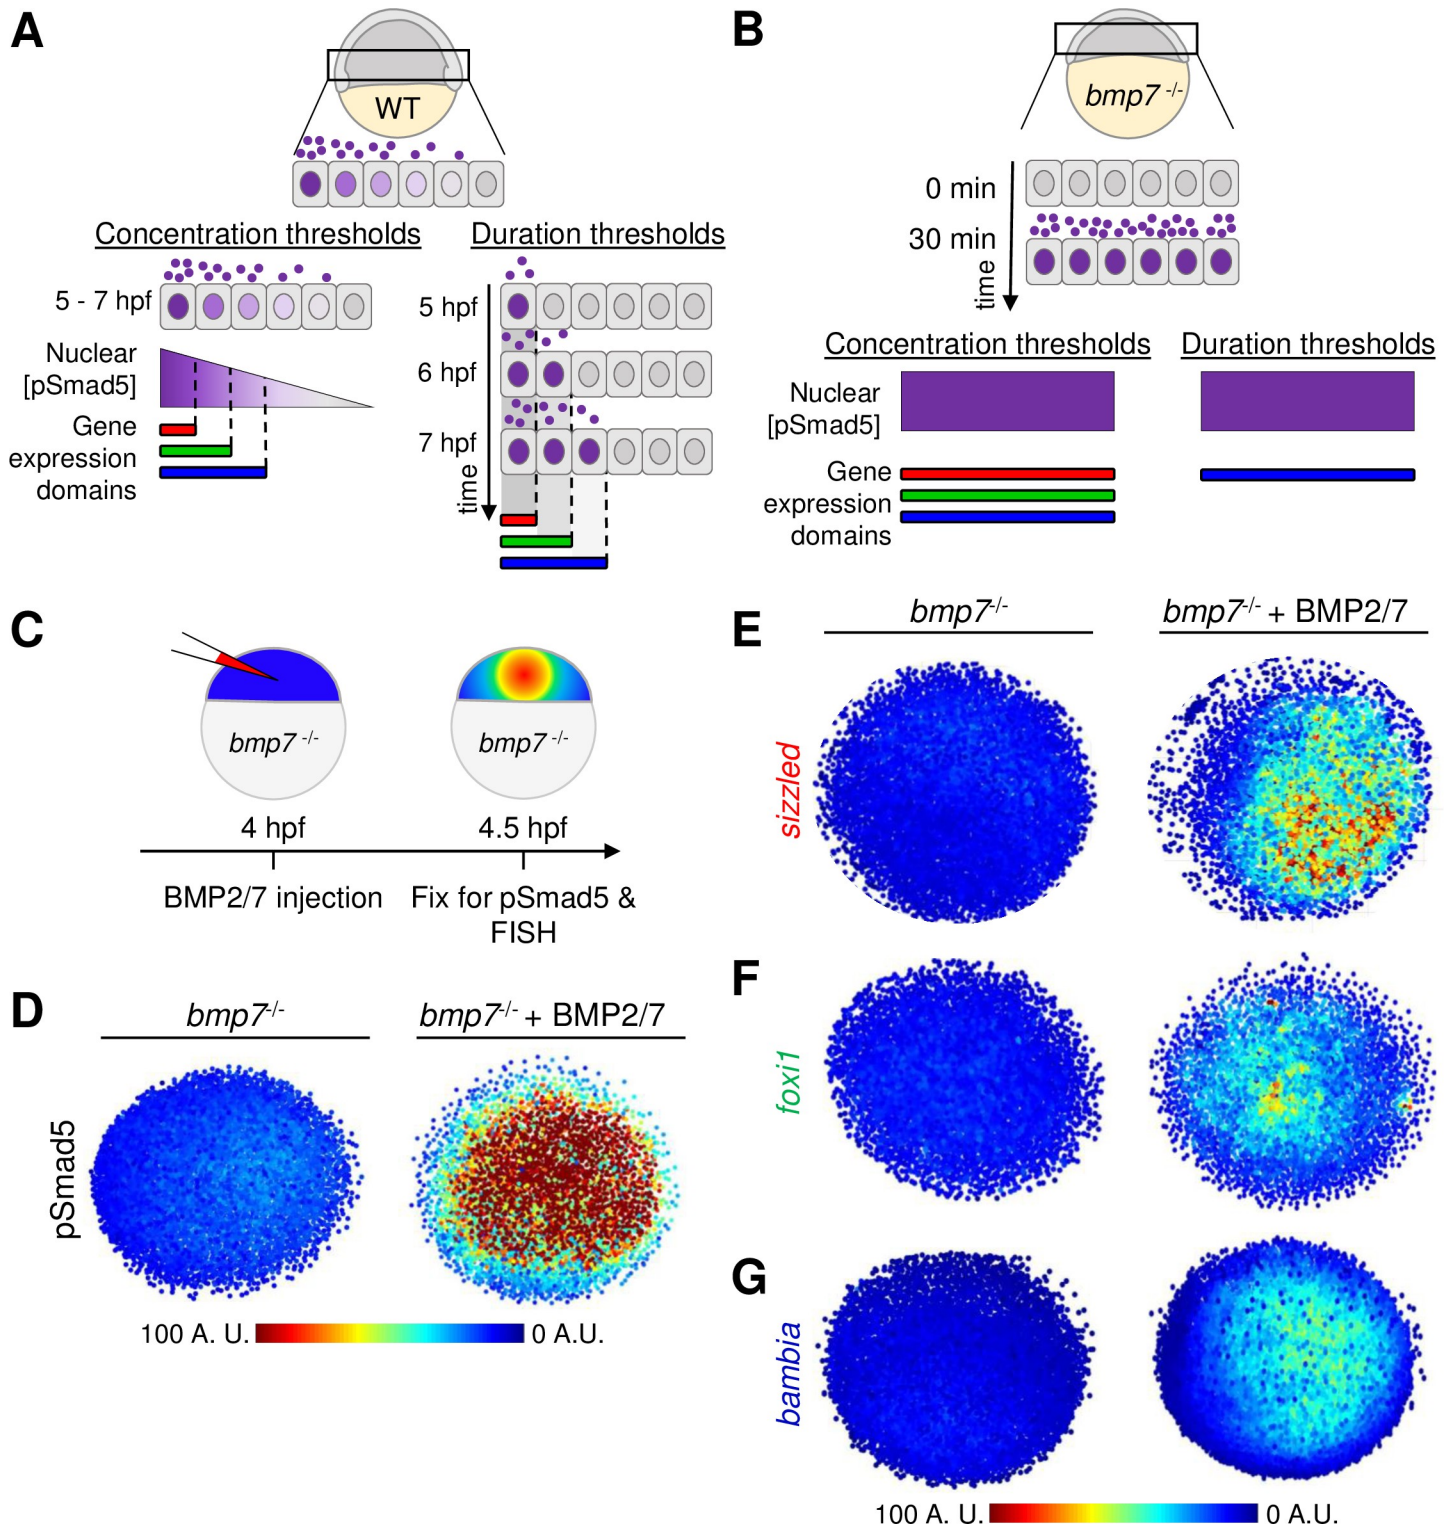 A
WT
Concentration thresholds
5 - 7 hpf
Nuclear
[pSmad5]
Gene
expression
domains
Duration thresholds
5 hpf
6 hpf
7 hpf
time
B
bmp7 -/-
0 min
30 min
time
Concentration thresholds
Duration thresholds
Nuclear
[pSmad5]
Gene
expression
domains
C
bmp7 -/-
bmp7 -/-
4 hpf
4.5 hpf
BMP2/7 injection
Fix for pSmad5 &
FISH
D
bmp7-/-
bmp7-/- + BMP2/7
pSmad5
100 A. U.
0 A.U.
E
bmp7-/-
bmp7-/- + BMP2/7
sizzled
F
foxi1
G
bambia
100 A. U.
0 A.U.